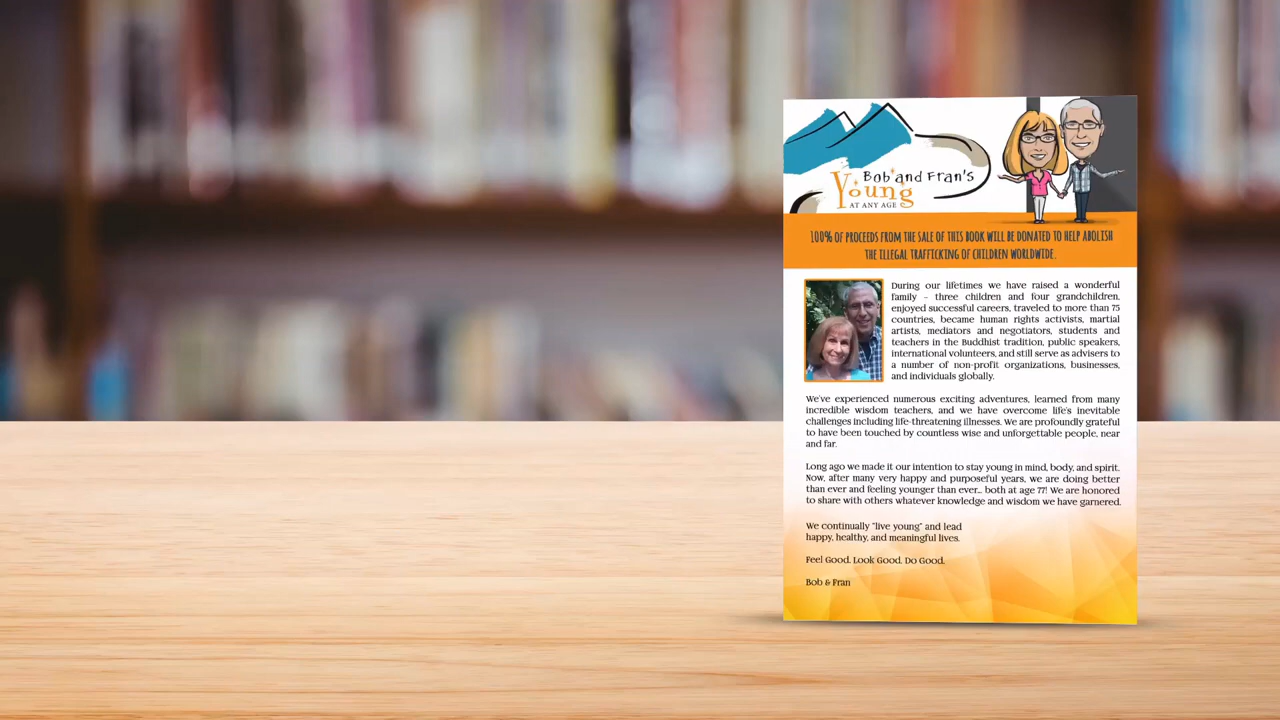 Bob and Fran's
Young
AT ANY AGE
100% OF PROCEEDS FROM THE SALE OF THIS BOOK WILL BE DONATED TO HELP ABOLISH
THE ILLEGAL TRAFFICKING OF CHILDREN WORLDWIDE.
During our lifetimes we have raised a wonderful
family – three children and four grandchildren,
enjoyed successful careers, traveled to more than 75
countries, became human rights activists, martial
artists, mediators and negotiators, students and
teachers in the Buddhist tradition, public speakers,
international volunteers, and still serve as advisers to
a number of non-profit organizations, businesses,
and individuals globally.
We've experienced numerous exciting adventures, learned from many
incredible wisdom teachers, and we have overcome life's inevitable
challenges including life-threatening illnesses. We are profoundly grateful
to have been touched by countless wise and unforgettable people, near
and far.
Long ago we made it our intention to stay young in mind, body, and spirit.
Now, after many very happy and purposeful years, we are doing better
than ever and feeling younger than ever... both at age 77! We are honored
to share with others whatever knowledge and wisdom we have garnered.
We continually "live young" and lead
happy, healthy, and meaningful lives.
Feel Good. Look Good. Do Good.
Bob & Fran